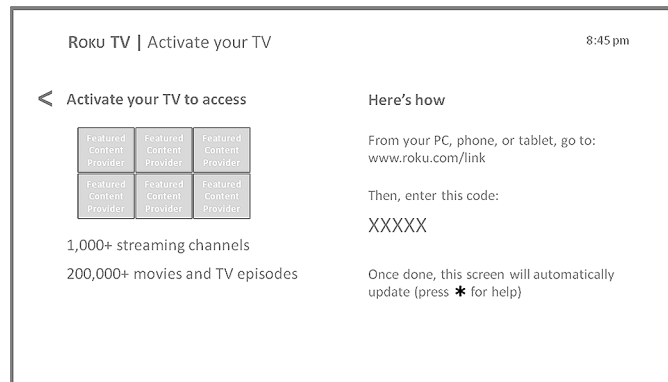 ROKU TV | Activate your TV
8:45 pm
< Activate your TV to access
Featured Content Provider
Featured Content Provider
Featured Content Provider
Featured Content Provider
Featured Content Provider
Featured Content Provider
1,000+ streaming channels
200,000+ movies and TV episodes
Here's how
From your PC, phone, or tablet, go to:
www.roku.com/link
Then, enter this code:
XXXXX
Once done, this screen will automatically
update (press * for help)